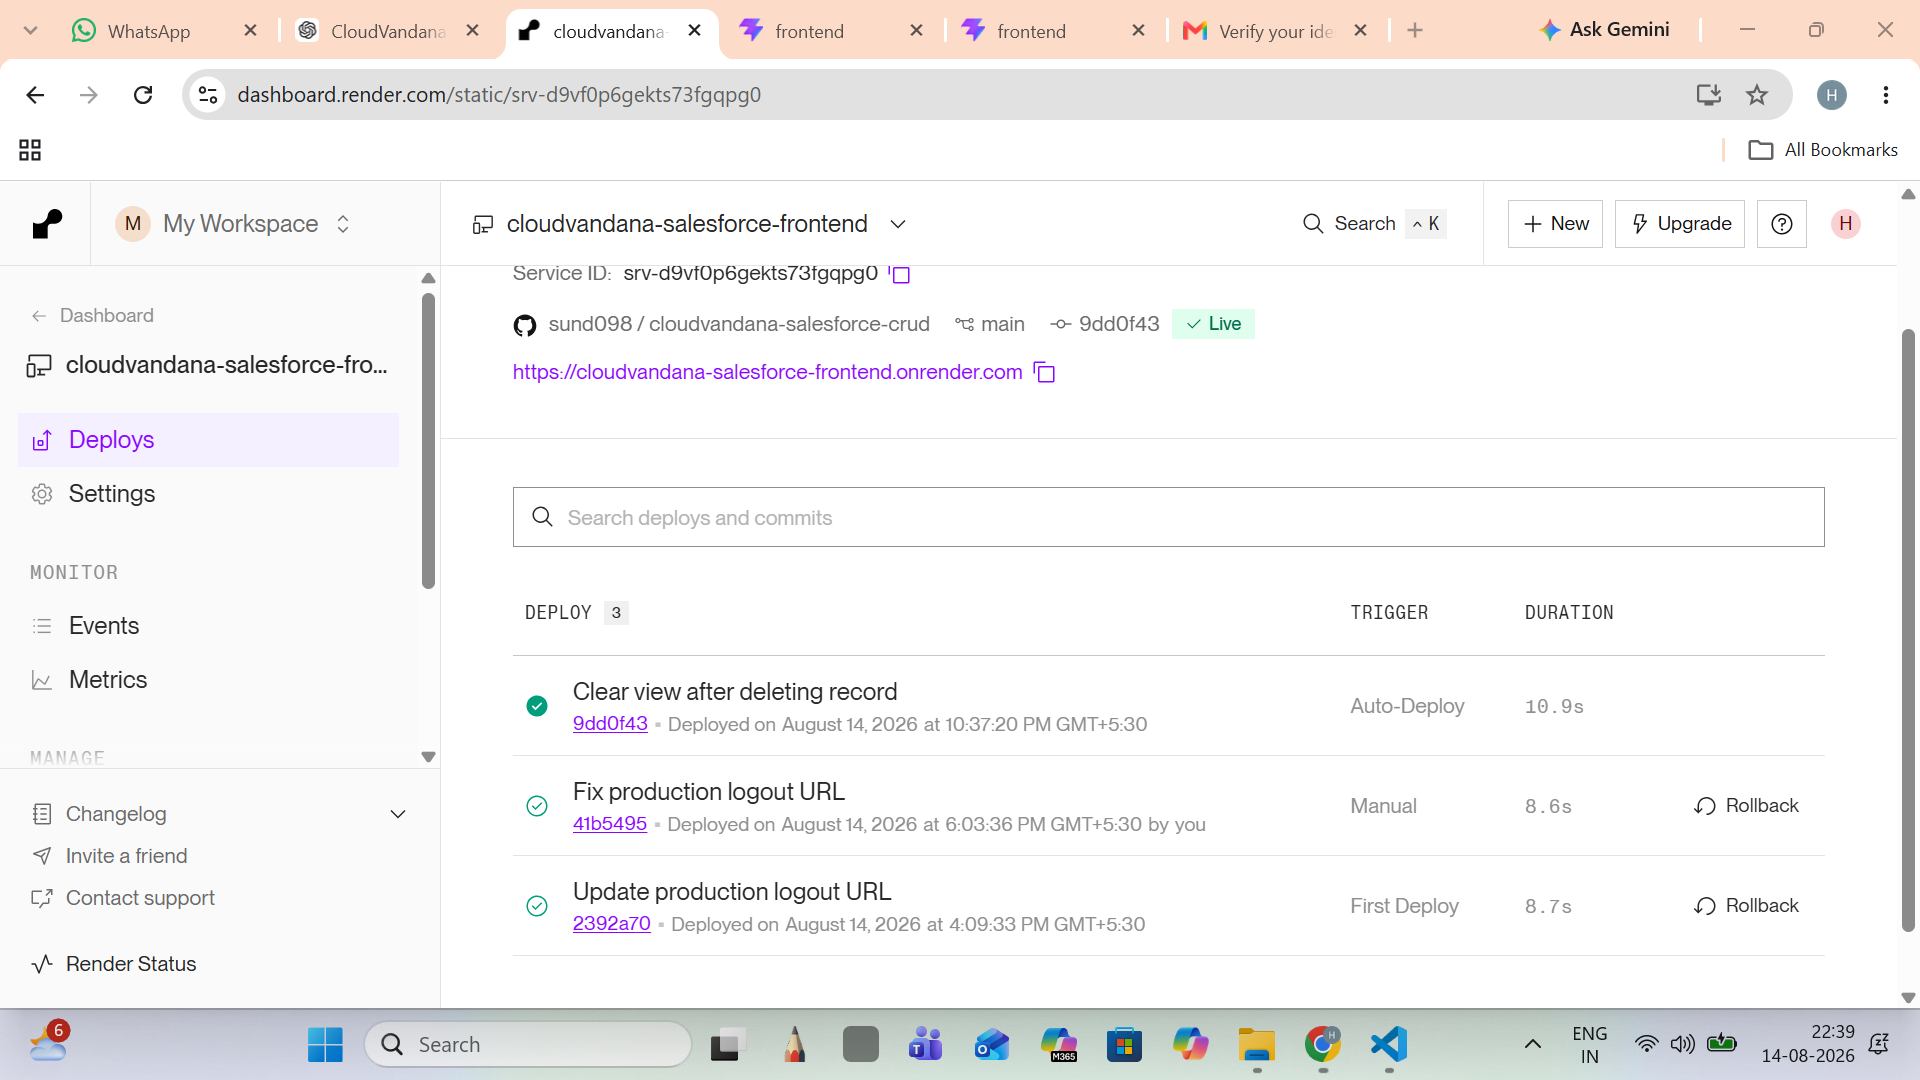 WhatsApp
CloudVandana
cloudvandana-
frontend
frontend
Verify your ide
Ask Gemini
dashboard.render.com/static/srv-d9vf0p6gekts73fgqpg0
H
All Bookmarks
M My Workspace
cloudvandana-salesforce-frontend
Search ^ K
+ New
Upgrade
H
← Dashboard
cloudvandana-salesforce-fro...
Deploys
Settings
MONITOR
Events
Metrics
MANAGE
Changelog
Invite a friend
Contact support
Render Status
Service ID: srv-d9vf0p6gekts73fgqpg0
sund098 / cloudvandana-salesforce-crud main 9dd0f43 Live
https://cloudvandana-salesforce-frontend.onrender.com
Search deploys and commits
DEPLOY 3 TRIGGER DURATION
Clear view after deleting record
9dd0f43 Deployed on August 14, 2026 at 10:37:20 PM GMT+5:30
Auto-Deploy 10.9s
Fix production logout URL
41b5495 Deployed on August 14, 2026 at 6:03:36 PM GMT+5:30 by you
Manual 8.6s Rollback
Update production logout URL
2392a70 Deployed on August 14, 2026 at 4:09:33 PM GMT+5:30
First Deploy 8.7s Rollback
6
Search
M365
ENG
IN
22:39
14-08-2026